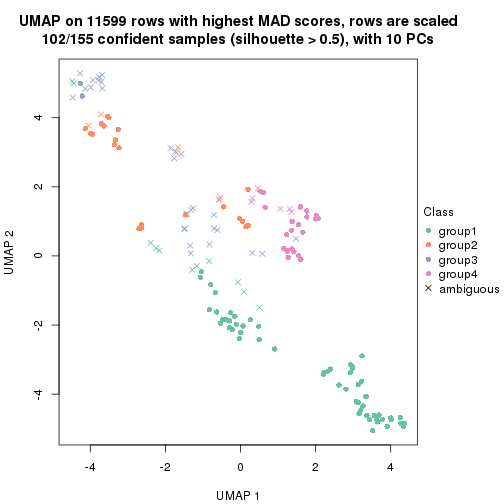 UMAP on 11599 rows with highest MAD scores, rows are scaled
102/155 confident samples (silhouette > 0.5), with 10 PCs
4
2
0
-2
-4
UMAP 2
-4
-2
0
2
4
UMAP 1
Class
group1
group2
group3
group4
ambiguous